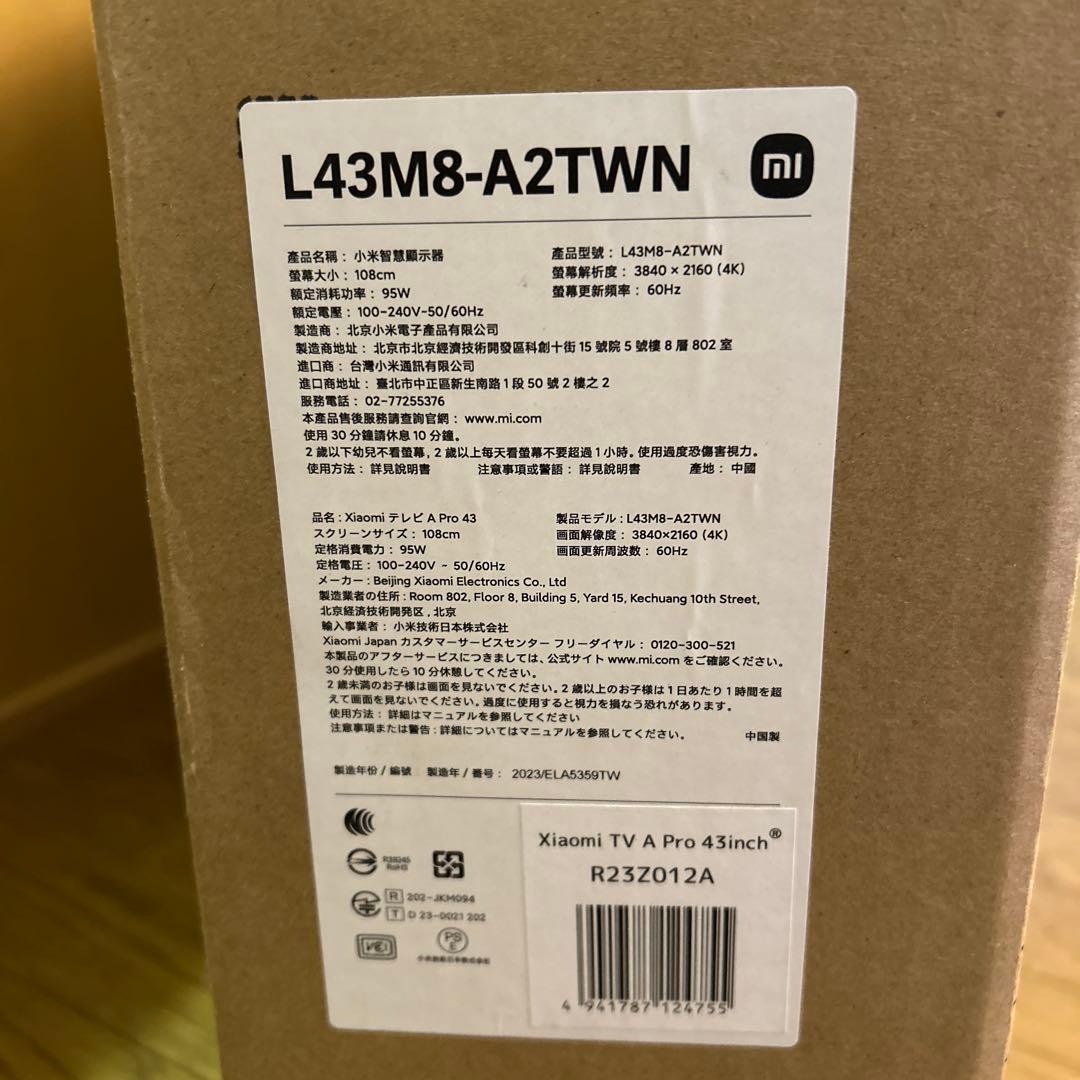 L43M8-A2TWN
mi
產品名稱：小米智慧顯示器
產品型號：L43M8-A2TWN
螢幕大小：108cm
螢幕解析度：3840 × 2160 (4K)
額定消耗功率：95W
螢幕更新頻率：60Hz
額定電壓：100-240V~50/60Hz
製造商：北京小米電子產品有限公司
製造商地址：北京市北京經濟技術開發區科創十街 15 號院 5 號樓 8 層 802 室
進口商：台灣小米通訊有限公司
進口商地址：臺北市中正區新生南路 1 段 50 號 2 樓之 2
服務電話：02-77255376
本產品售後服務請查詢官網：www.mi.com
使用 30 分鐘請休息 10 分鐘。
2 歲以下幼兒不看螢幕，2 歲以上每天看螢幕不要超過 1 小時。使用過度恐傷害視力。
使用方法：詳見說明書 注意事項或警語：詳見說明書 產地：中國
品名：Xiaomi テレビ A Pro 43
製品モデル：L43M8-A2TWN
スクリーンサイズ：108cm
画面解像度：3840×2160 (4K)
定格消費電力：95W
画面更新周波数：60Hz
定格電圧：100-240V ~ 50/60Hz
メーカー：Beijing Xiaomi Electronics Co., Ltd
製造業者の住所：Room 802, Floor 8, Building 5, Yard 15, Kechuang 10th Street,
北京経済技術開発区，北京
輸入事業者：小米技術日本株式会社
Xiaomi Japan カスタマーサービスセンター フリーダイヤル：0120-300-521
本製品のアフターサービスにつきましては、公式サイト www.mi.com をご確認ください。
30 分使用したら 10 分休憩してください。
2 歳未満のお子様は画面を見ないでください。2 歳以上のお子様は 1 日あたり 1 時間を超
えて画面を見ないでください。過度に使用すると視力を損なう恐れがあります。
使用方法：詳細はマニュアルを参照してください
注意事項または警告：詳細についてはマニュアルを参照してください。 中国製
製造年份 / 編號 製造年 / 番号：2023/ELA5359TW
Xiaomi TV A Pro 43inch®
R23Z012A
R38045
RoHS
R 202-JKM094
T D 23-0021 202
PS
E
小米技術日本株式会社
4 941787 124755